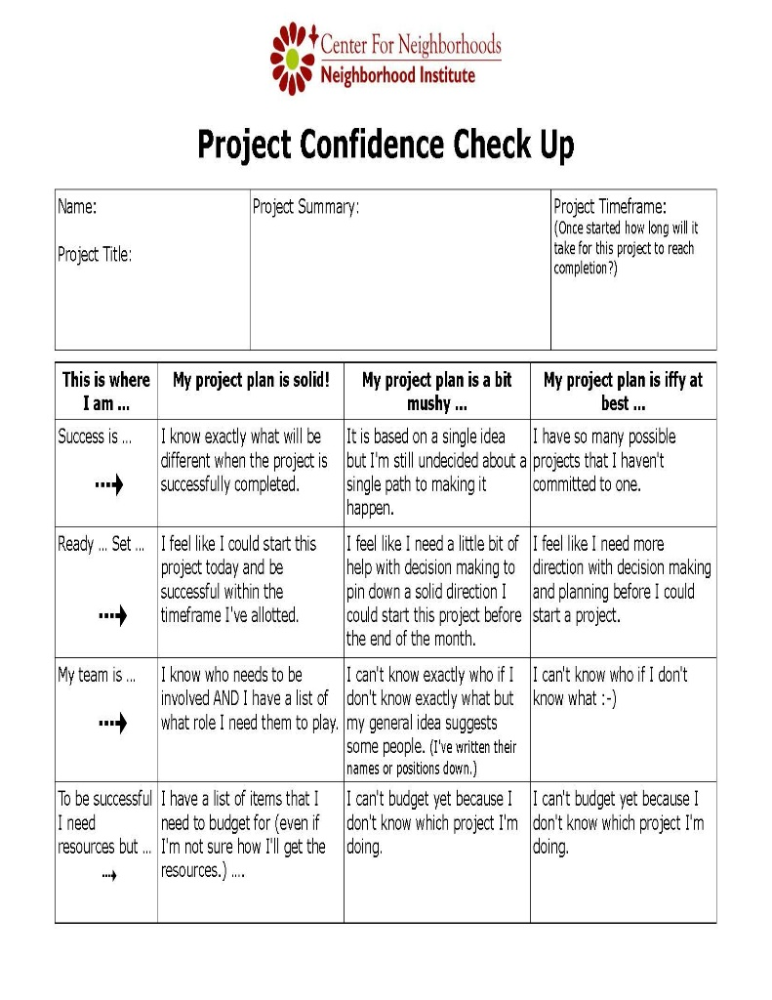 Center For Neighborhoods
Neighborhood Institute
Project Confidence Check Up
Name:
Project Title:
Project Summary:
Project Timeframe:
(Once started how long will it
take for this project to reach
completion?)
This is where
I am ...
My project plan is solid!
My project plan is a bit
mushy ...
My project plan is iffy at
best ...
Success is ...
I know exactly what will be
different when the project is
successfully completed.
It is based on a single idea
but I'm still undecided about a
single path to making it
happen.
I have so many possible
projects that I haven't
committed to one.
Ready ... Set ...
I feel like I could start this
project today and be
successful within the
timeframe I've allotted.
I feel like I need a little bit of
help with decision making to
pin down a solid direction I
could start this project before
the end of the month.
I feel like I need more
direction with decision making
and planning before I could
start a project.
My team is ...
I know who needs to be
involved AND I have a list of
what role I need them to play.
I can't know exactly who if I
don't know exactly what but
my general idea suggests
some people. (I've written their
names or positions down.)
I can't know who if I don't
know what :-)
To be successful
I need
resources but ...
I have a list of items that I
need to budget for (even if
I'm not sure how I'll get the
resources.) ....
I can't budget yet because I
don't know which project I'm
doing.
I can't budget yet because I
don't know which project I'm
doing.